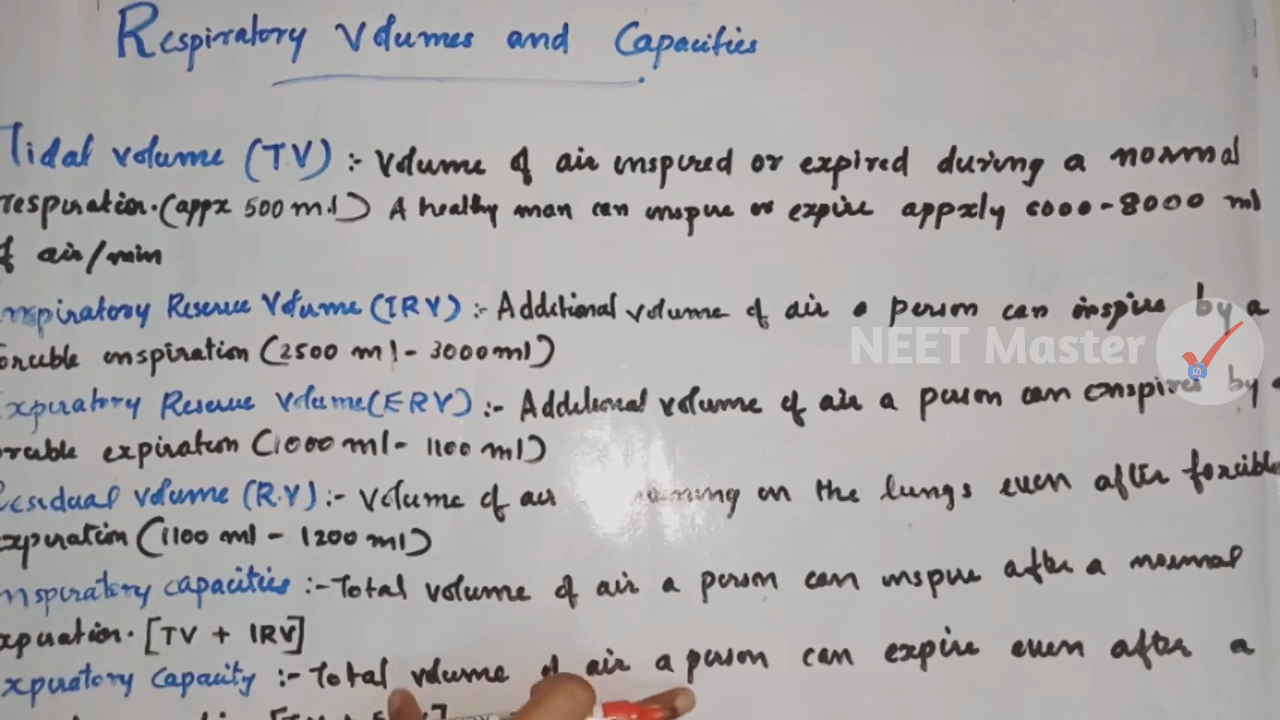 Respiratory Volumes and Capacities
Tidal volume (TV) :- Volume of air inspired or expired during a normal
respiration. (appx 500 ml) A healthy man can inspire or expire appxly 6000-8000 ml
of air/min
Inspiratory Reserve Volume (IRV) :- Additional volume of air a person can inspire by a
forcible inspiration (2500 ml - 3000ml)
NEET Master
Expiratory Reserve Volume (ERV) :- Additional volume of air a person can by a
forcible expiration (1000 ml - 1100 ml)
Residual Volume (R.V) :- Volume of air remaining in the lungs even after forcible
expiration (1100 ml - 1200 ml)
Inspiratory capacities :- Total volume of air a person can inspire after a normal
expiration. [TV + IRV]
Expiratory Capacity :- Total volume of air a person can expire even after a